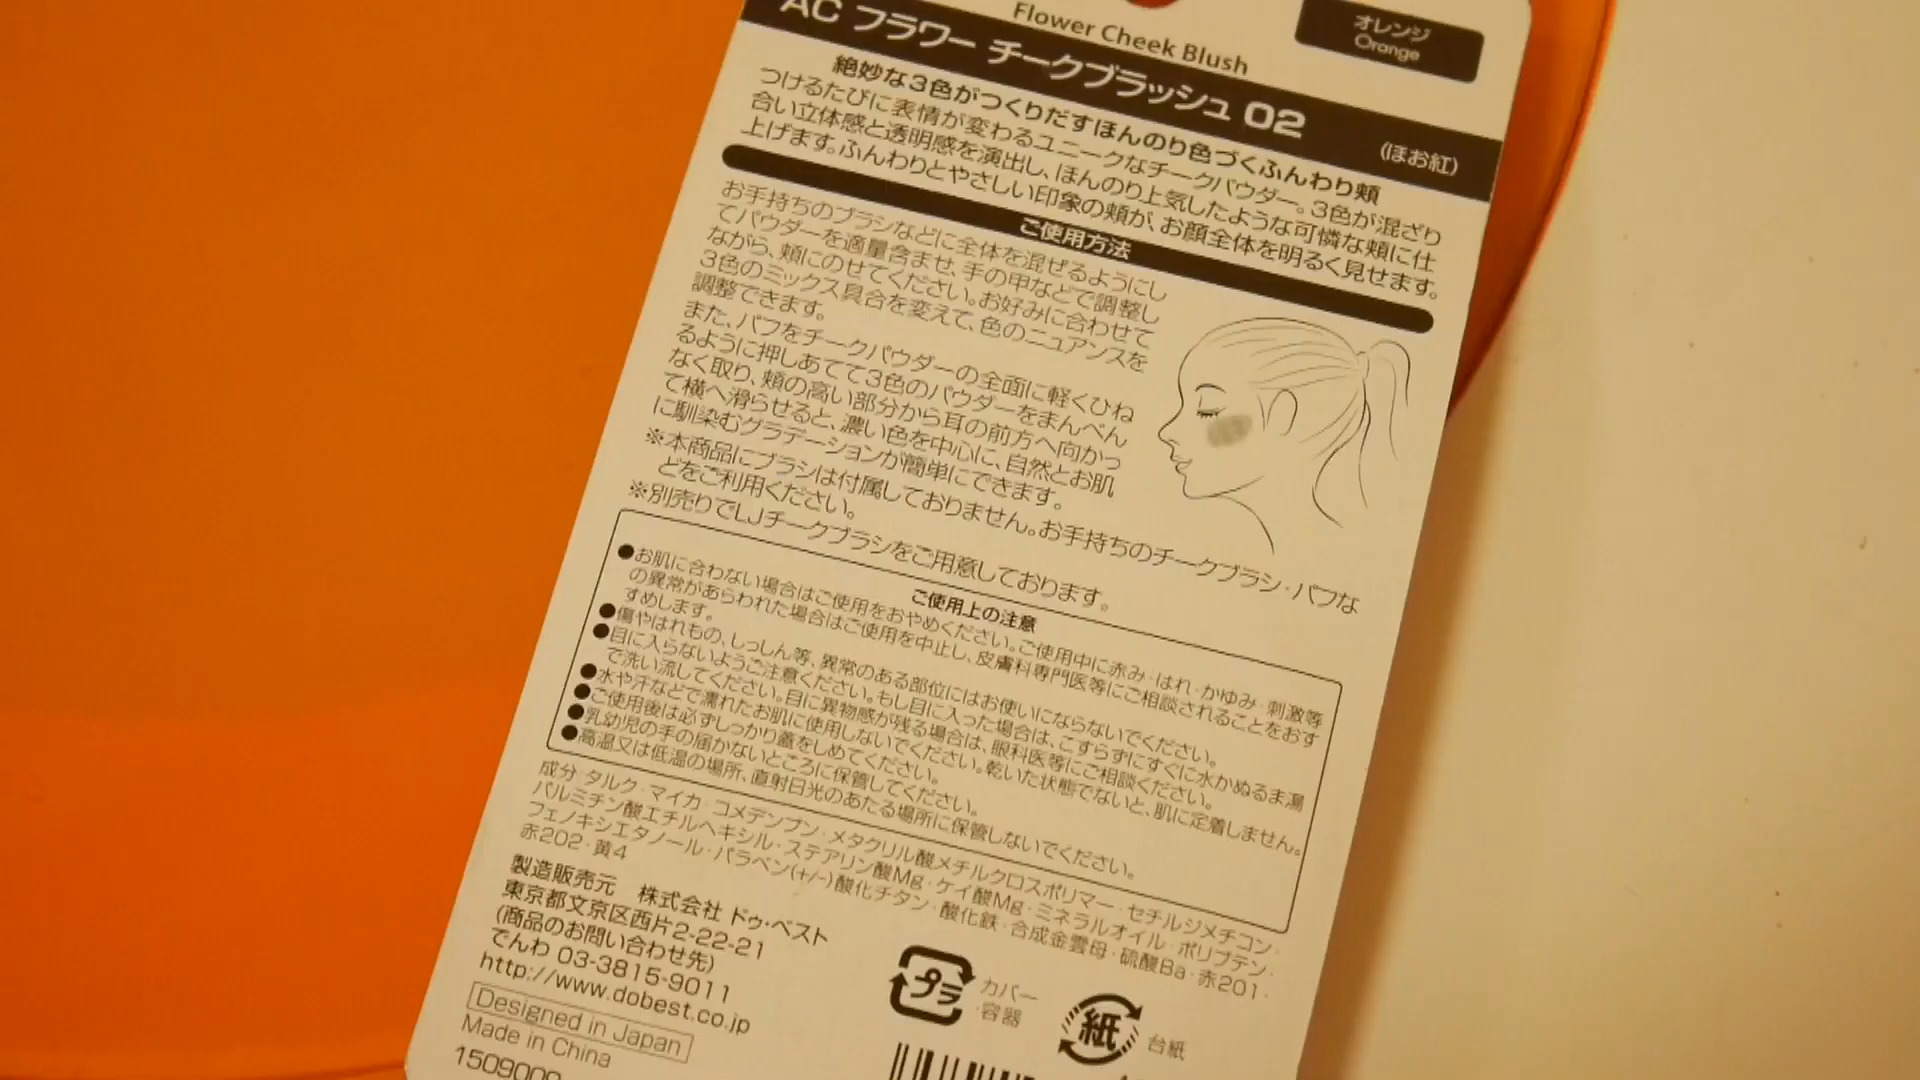 Flower Cheek Blush
オレンジ
Orange
AC フラワー チークブラッシュ 02
(ほお紅)
絶妙な3色がつくりだすほんのり色づくふんわり頬
つけるたびに表情が変わるユニークなチークパウダー。3色が混ざり
合い立体感と透明感を演出し、ほんのり上気したような可憐な頬に仕
上げます。ふんわりとやさしい印象の頬が、お顔全体を明るく見せます。
ご使用方法
お手持ちのブラシなどに全体を混ぜるようにし
てパウダーを適量含ませ、手の甲などで調整し
ながら、頬にのせてください。お好みに合わせて
3色のミックス具合を変えて、色のニュアンスを
調整できます。
また、パフをチークパウダーの全面に軽くひね
るように押しあてて3色のパウダーをまんべん
なく取り、頬の高い部分から耳の前方へ向かっ
て横へ滑らせると、濃い色を中心に、自然とお肌
に馴染むグラデーションが簡単にできます。
※本商品にブラシは付属しておりません。お手持ちのチークブラシ・パフな
どをご利用ください。
※別売りでLJチークブラシをご用意しております。
ご使用上の注意
●お肌に合わない場合はご使用をおやめください。ご使用中に赤み・はれ・かゆみ・刺激等
の異常があらわれた場合はご使用を中止し、皮膚科専門医等にご相談されることをおす
すめします。
●傷やはれもの、しっしん等、異常のある部位にはお使いにならないでください。
●目に入らないようご注意ください。もし目に入った場合は、こすらずにすぐに水かぬるま湯
で洗い流してください。目に異物感が残る場合は、眼科医等にご相談ください。
●水や汗などで濡れたお肌に使用しないでください。乾いた状態でないと、肌に定着しません。
●ご使用後は必ずしっかり蓋をしめてください。
●乳幼児の手の届かないところに保管してください。
●高温又は低温の場所、直射日光のあたる場所に保管しないでください。
成分:タルク・マイカ・コメデンプン・メタクリル酸メチルクロスポリマー・セチルジメチコン・
パルミチン酸エチルヘキシル・ステアリン酸Mg・ケイ酸Mg・ミネラルオイル・ポリブテン・
フェノキシエタノール・パラベン(+/-)酸化チタン・酸化鉄・合成金雲母・硫酸Ba・赤201・
赤202・黄4
製造販売元 株式会社 ドゥ・ベスト
東京都文京区西片2-22-21
(商品のお問い合わせ先)
でんわ 03-3815-9011
http://www.dobest.co.jp
Designed in Japan
Made in China
プラ
カバー
・容器
紙
台紙